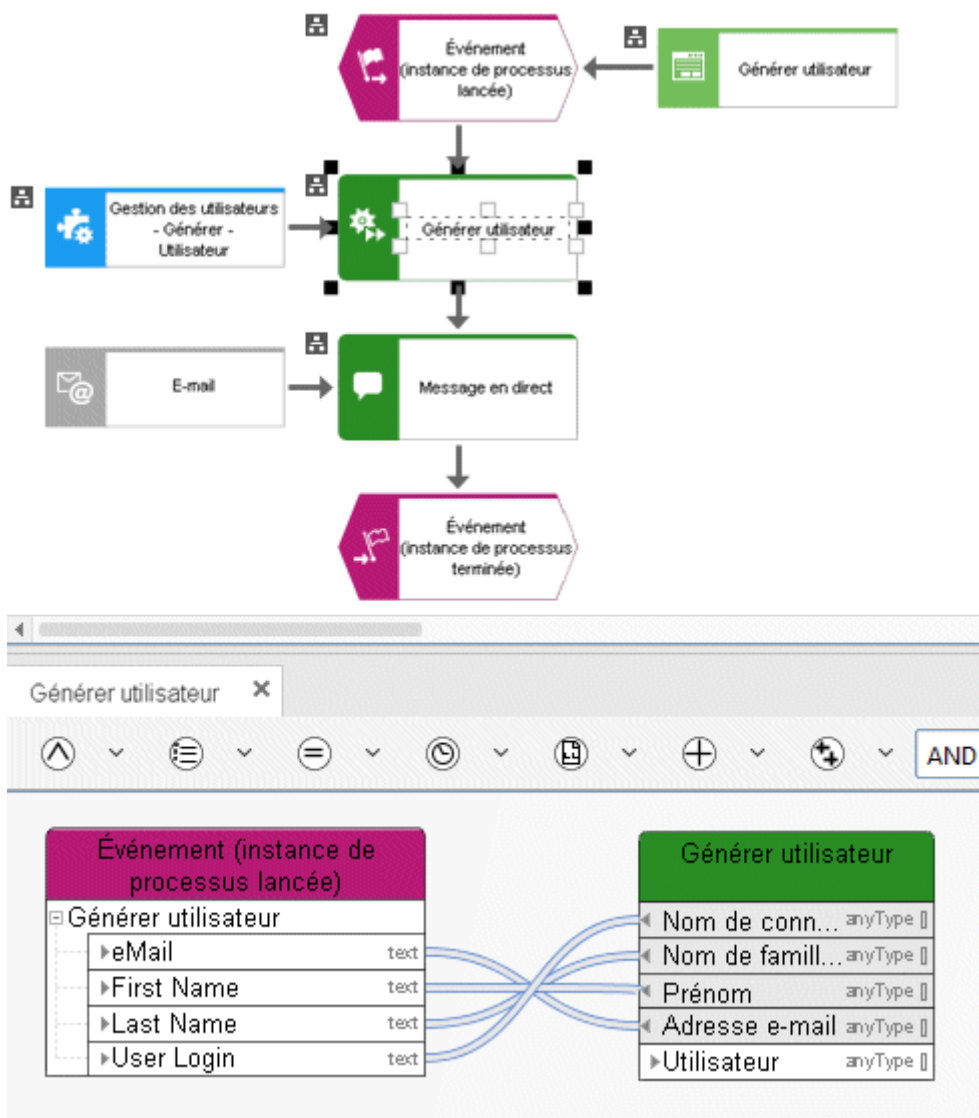 Événement
(instance de processus
lancée)
Générer utilisateur
Gestion des utilisateurs
- Générer -
Utilisateur
Générer utilisateur
E-mail
Message en direct
Événement
(instance de processus
terminée)
Générer utilisateur
AND
Événement (instance de
processus lancée)
Générer utilisateur
eMail text
First Name text
Last Name text
User Login text
Générer utilisateur
Nom de conn... anyType []
Nom de famill... anyType []
Prénom anyType []
Adresse e-mail anyType []
Utilisateur anyType []